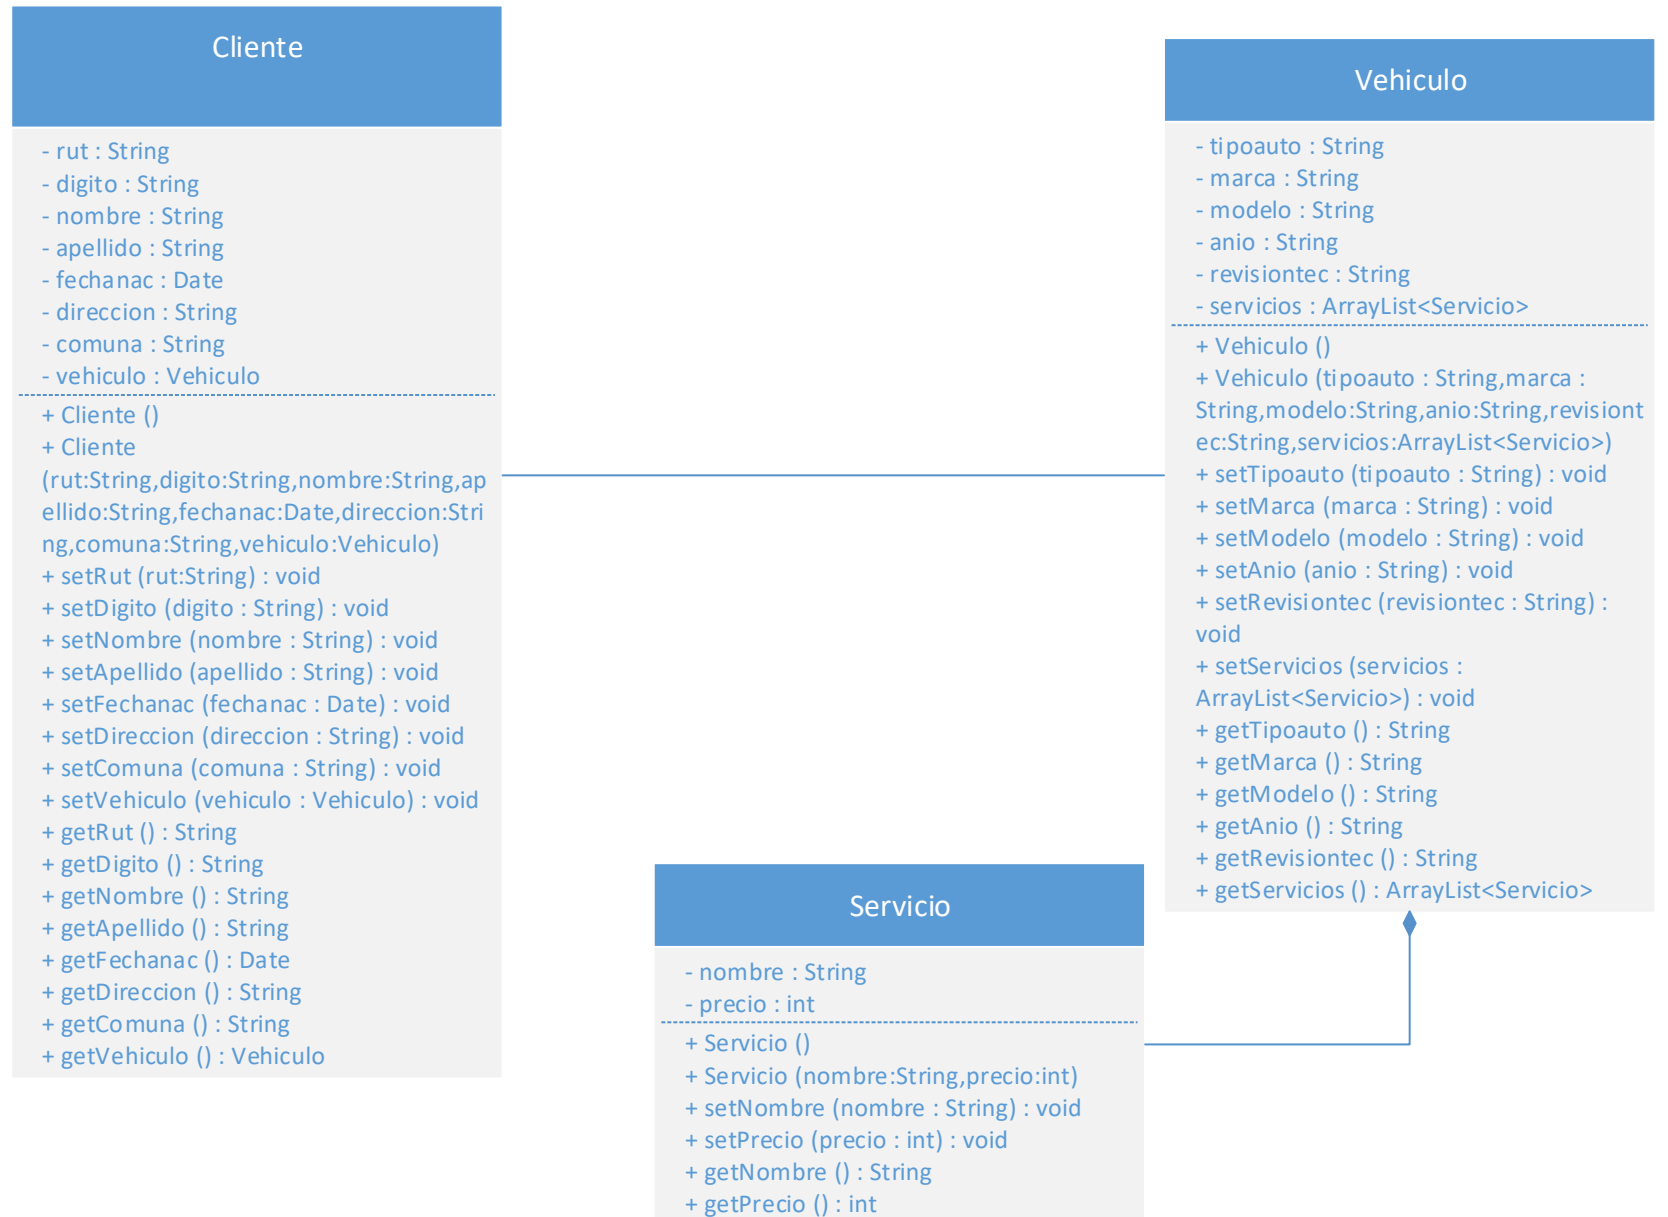 Cliente
- rut : String
- digito : String
- nombre : String
- apellido : String
- fechanac : Date
- direccion : String
- comuna : String
- vehiculo : Vehiculo
+ Cliente ()
+ Cliente
(rut:String,digito:String,nombre:String,ap
ellido:String,fechanac:Date,direccion:Stri
ng,comuna:String,vehiculo:Vehiculo)
+ setRut (rut:String) : void
+ setDigito (digito : String) : void
+ setNombre (nombre : String) : void
+ setApellido (apellido : String) : void
+ setFechanac (fechanac : Date) : void
+ setDireccion (direccion : String) : void
+ setComuna (comuna : String) : void
+ setVehiculo (vehiculo : Vehiculo) : void
+ getRut () : String
+ getDigito () : String
+ getNombre () : String
+ getApellido () : String
+ getFechanac () : Date
+ getDireccion () : String
+ getComuna () : String
+ getVehiculo () : Vehiculo
Vehiculo
- tipoauto : String
- marca : String
- modelo : String
- anio : String
- revisiontec : String
- servicios : ArrayList<Servicio>
+ Vehiculo ()
+ Vehiculo (tipoauto : String,marca :
String,modelo:String,anio:String,revisiont
ec:String,servicios:ArrayList<Servicio>)
+ setTipoauto (tipoauto : String) : void
+ setMarca (marca : String) : void
+ setModelo (modelo : String) : void
+ setAnio (anio : String) : void
+ setRevisiontec (revisiontec : String) :
void
+ setServicios (servicios :
ArrayList<Servicio>) : void
+ getTipoauto () : String
+ getMarca () : String
+ getModelo () : String
+ getAnio () : String
+ getRevisiontec () : String
+ getServicios () : ArrayList<Servicio>
Servicio
- nombre : String
- precio : int
+ Servicio ()
+ Servicio (nombre:String,precio:int)
+ setNombre (nombre : String) : void
+ setPrecio (precio : int) : void
+ getNombre () : String
+ getPrecio () : int